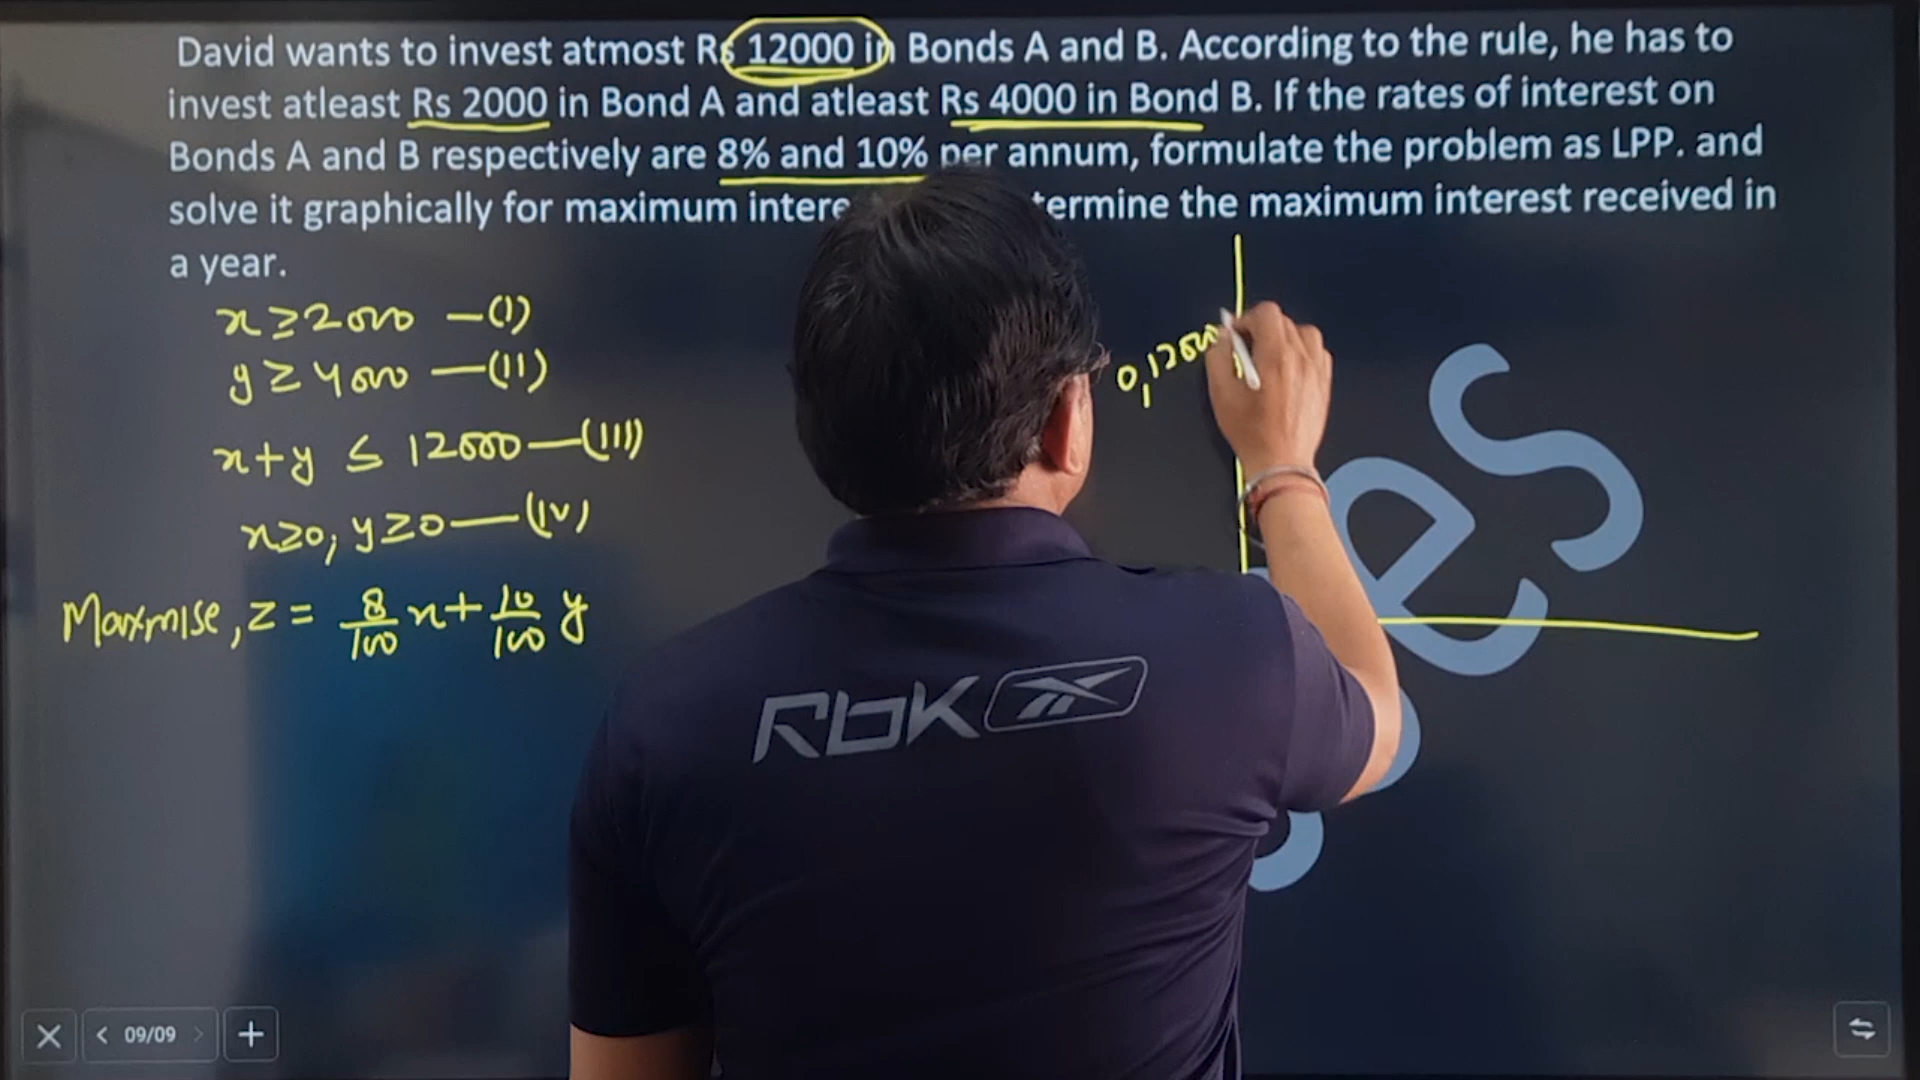 David wants to invest atmost Rs 12000 in Bonds A and B. According to the rule, he has to
invest atleast Rs 2000 in Bond A and atleast Rs 4000 in Bond B. If the rates of interest on
Bonds A and B respectively are 8% and 10% per annum, formulate the problem as LPP. and
solve it graphically for maximum intere termine the maximum interest received in
a year.
x ≥ 2000 —(I)
y ≥ 4000 —(II)
x+y ≤ 12000 —(III)
x≥0, y≥0 —(IV)
Maxmise, z = 8/100 x + 10/100 y
0,1200
es
RbK
09/09